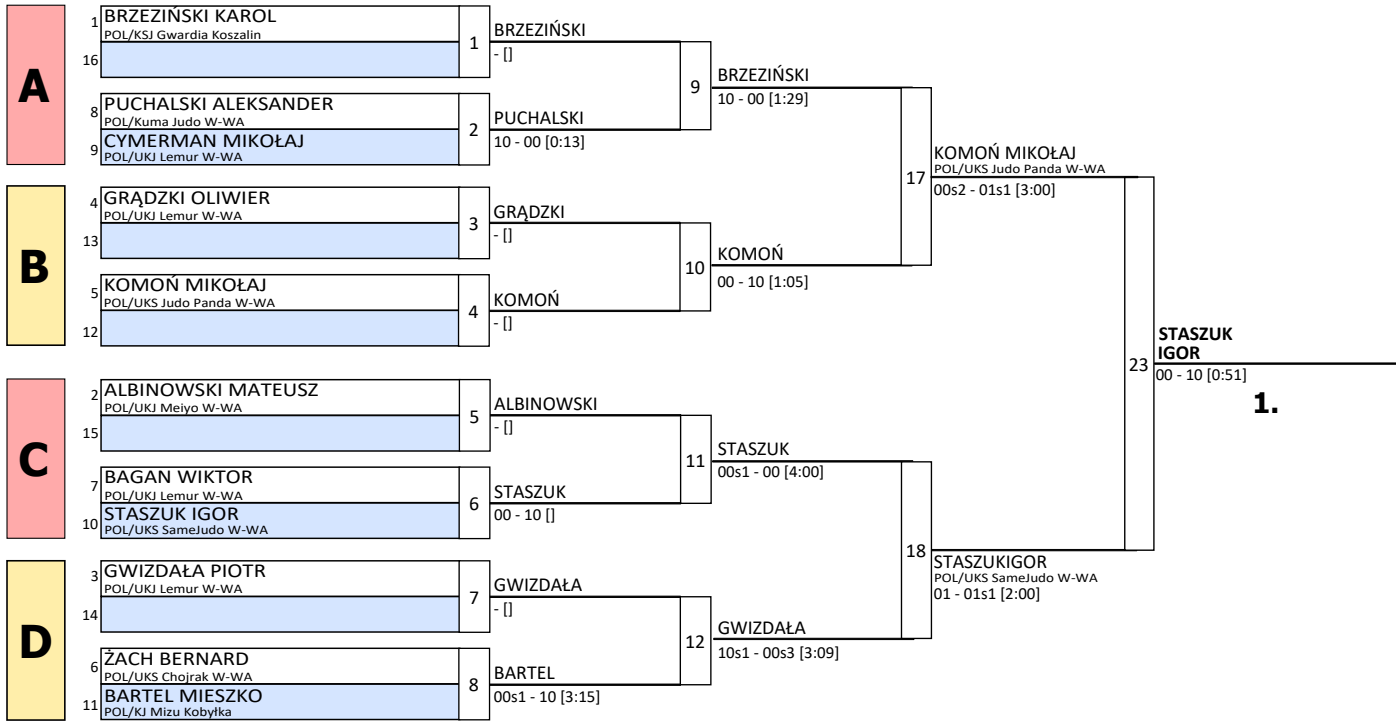 A
1 BRZEZIŃSKI KAROL
POL/KSJ Gwardia Koszalin
16
1
BRZEZIŃSKI
- []
8 PUCHALSKI ALEKSANDER
POL/Kuma Judo W-WA
9 CYMERMAN MIKOŁAJ
POL/UKJ Lemur W-WA
2
PUCHALSKI
10 - 00 [0:13]
9
BRZEZIŃSKI
10 - 00 [1:29]
B
4 GRĄDZKI OLIWIER
POL/UKJ Lemur W-WA
13
3
GRĄDZKI
- []
5 KOMOŃ MIKOŁAJ
POL/UKS Judo Panda W-WA
12
4
KOMOŃ
- []
10
KOMOŃ
00 - 10 [1:05]
17
KOMOŃ MIKOŁAJ
POL/UKS Judo Panda W-WA
00s2 - 01s1 [3:00]
C
2 ALBINOWSKI MATEUSZ
POL/UKJ Meiyo W-WA
15
5
ALBINOWSKI
- []
7 BAGAN WIKTOR
POL/UKJ Lemur W-WA
10 STASZUK IGOR
POL/UKS SameJudo W-WA
6
STASZUK
00 - 10 []
11
STASZUK
00s1 - 00 [4:00]
D
3 GWIZDAŁA PIOTR
POL/UKJ Lemur W-WA
14
7
GWIZDAŁA
- []
6 ŻACH BERNARD
POL/UKS Chojrak W-WA
11 BARTEL MIESZKO
POL/KJ Mizu Kobyłka
8
BARTEL
00s1 - 10 [3:15]
12
GWIZDAŁA
10s1 - 00s3 [3:09]
18
STASZUKIGOR
POL/UKS SameJudo W-WA
01 - 01s1 [2:00]
23
STASZUK
IGOR
00 - 10 [0:51]
1.